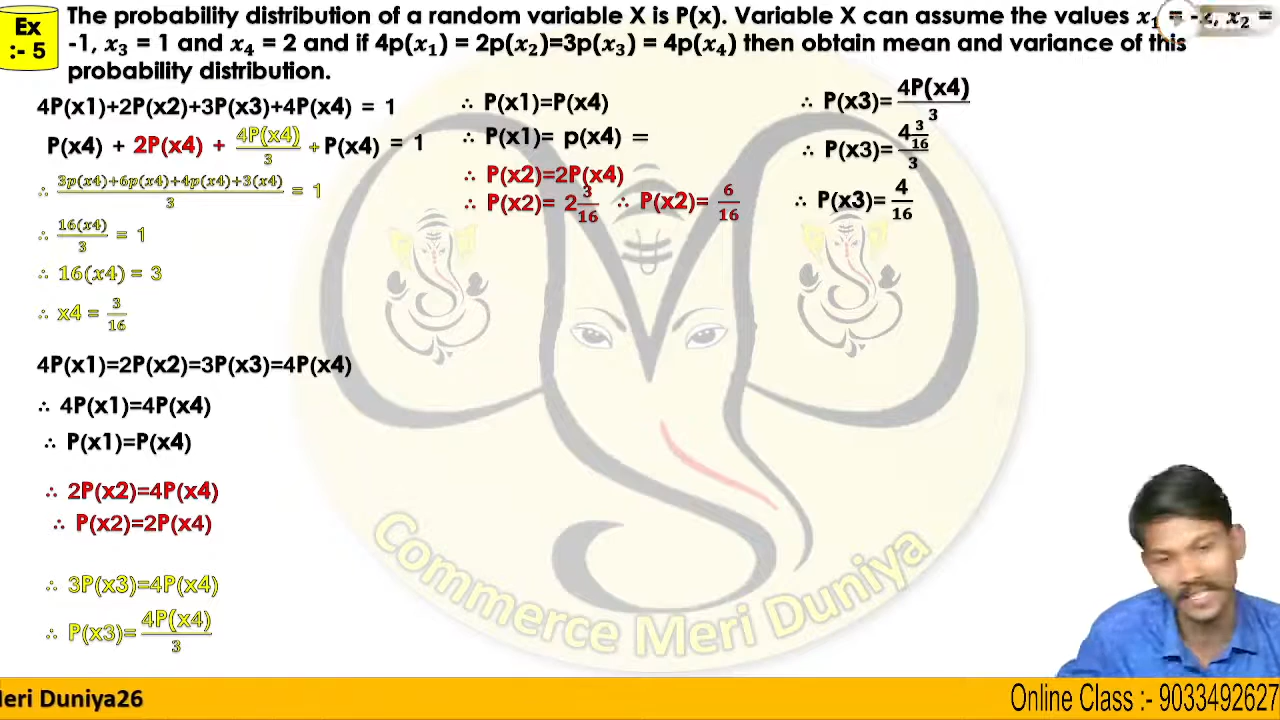 Ex
:- 5
The probability distribution of a random variable X is P(x). Variable X can assume the values x₁ = -2, x₂ =
-1, x₃ = 1 and x₄ = 2 and if 4p(x₁) = 2p(x₂)=3p(x₃) = 4p(x₄) then obtain mean and variance of this
probability distribution.
4P(x1)+2P(x2)+3P(x3)+4P(x4) = 1
P(x4) + 2P(x4) + 4P(x4)/3 + P(x4) = 1
∴ 3p(x4)+6p(x4)+4p(x4)+3(x4)/3 = 1
∴ 16(x4)/3 = 1
∴ 16(x4) = 3
∴ x4 = 3/16
4P(x1)=2P(x2)=3P(x3)=4P(x4)
∴ 4P(x1)=4P(x4)
∴ P(x1)=P(x4)
∴ 2P(x2)=4P(x4)
∴ P(x2)=2P(x4)
∴ 3P(x3)=4P(x4)
∴ P(x3)= 4P(x4)/3
∴ P(x1)=P(x4)
∴ P(x1)= p(x4) =
∴ P(x2)=2P(x4)
∴ P(x2)= 2 3/16 ∴ P(x2)= 6/16
∴ P(x3)= 4P(x4)/3
∴ P(x3)= 4 3/16/3
∴ P(x3)= 4/16
Commerce Meri Duniya
Meri Duniya26
Online Class :- 9033492627